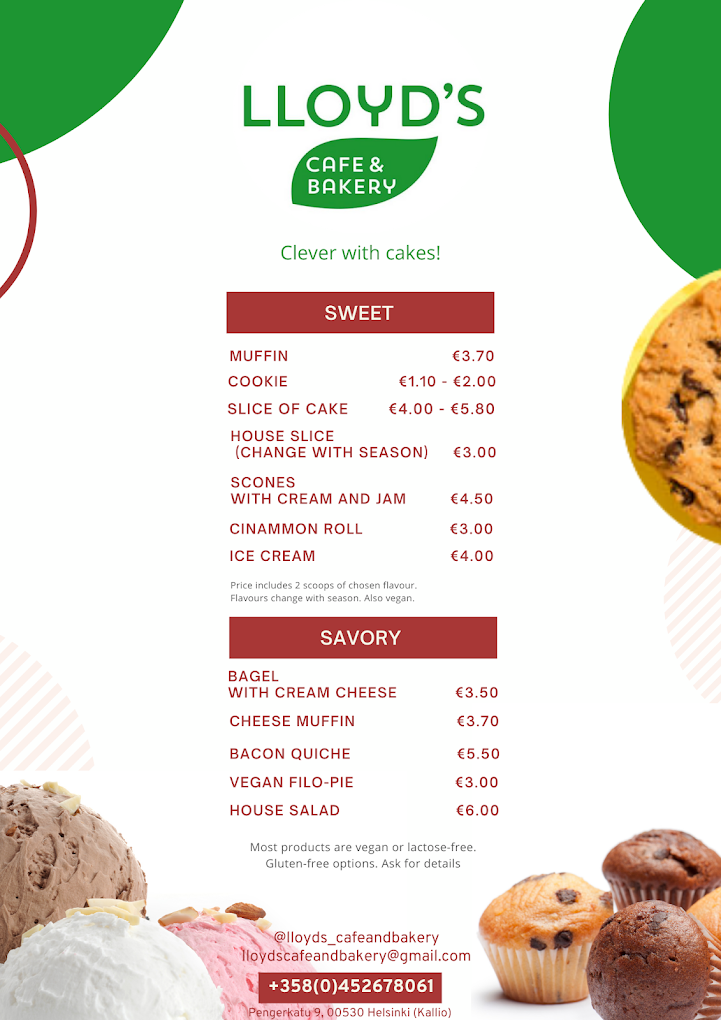 LLOYD'S
CAFE &
BAKERY
Clever with cakes!
SWEET
MUFFIN €3.70
COOKIE €1.10 - €2.00
SLICE OF CAKE €4.00 - €5.80
HOUSE SLICE
(CHANGE WITH SEASON) €3.00
SCONES
WITH CREAM AND JAM €4.50
CINAMMON ROLL €3.00
ICE CREAM €4.00
Price includes 2 scoops of chosen flavour.
Flavours change with season. Also vegan.
SAVORY
BAGEL
WITH CREAM CHEESE €3.50
CHEESE MUFFIN €3.70
BACON QUICHE €5.50
VEGAN FILO-PIE €3.00
HOUSE SALAD €6.00
Most products are vegan or lactose-free.
Gluten-free options. Ask for details
@lloyds_cafeandbakery
lloydscafeandbakery@gmail.com
+358(0)452678061
Pengerkatu 9, 00530 Helsinki (Kallio)